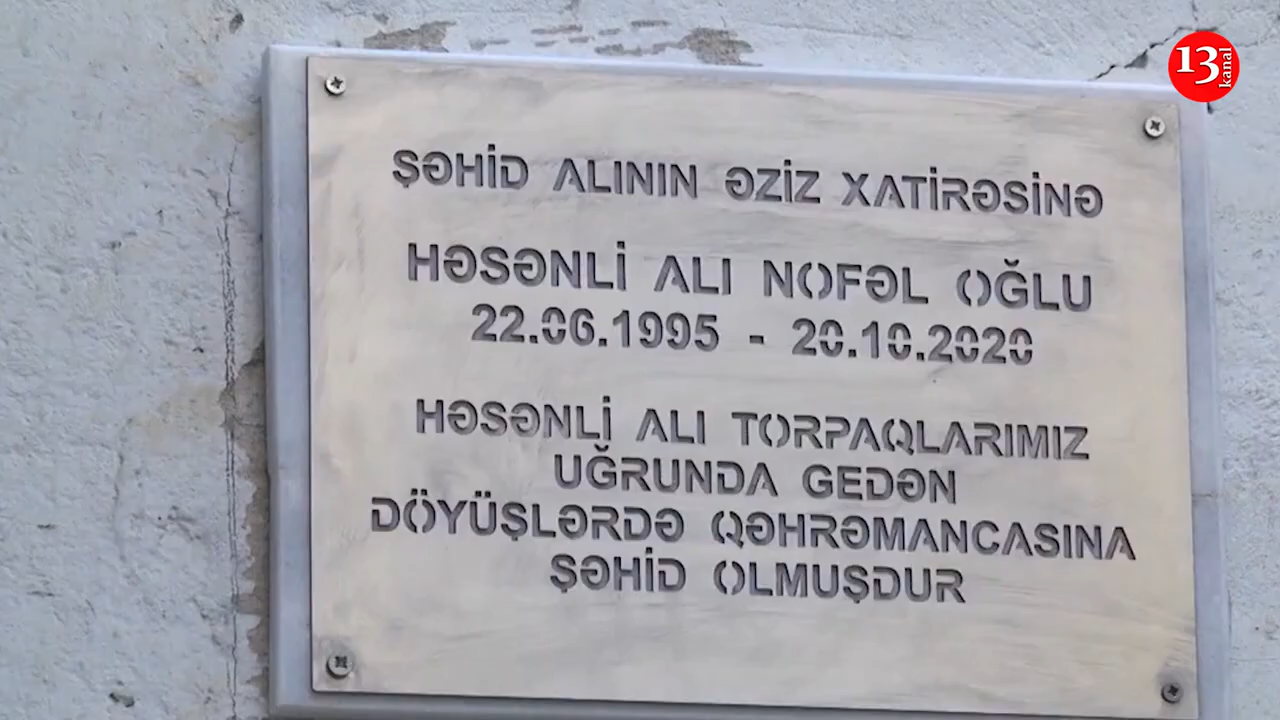 13 kanal
ŞƏHİD ALININ ƏZİZ XATİRƏSİNƏ
HƏSƏNLİ ALI NOFƏL OĞLU
22.06.1995 - 20.10.2020
HƏSƏNLİ ALI TORPAQLARIMIZ
UĞRUNDA GEDƏN
DÖYÜŞLƏRDƏ QƏHRƏMANCASINA
ŞƏHİD OLMUŞDUR